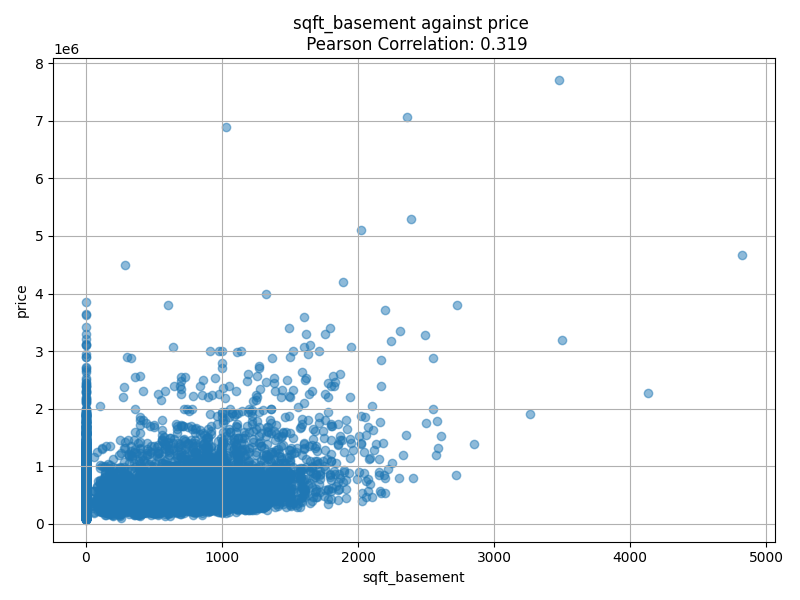 sqft_basement against price
Pearson Correlation: 0.319
1e6
8
7
6
5
4
3
2
1
0
price
0 1000 2000 3000 4000 5000
sqft_basement